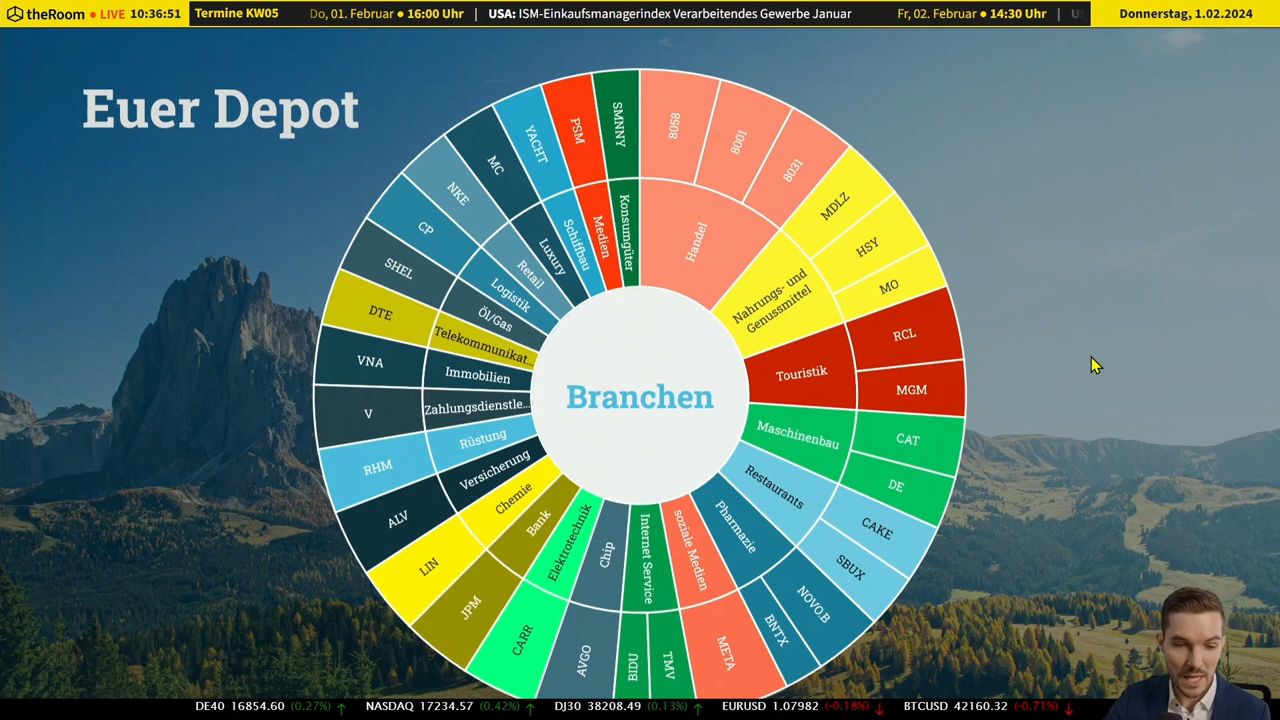 theRoom ● LIVE 10:36:51
Termine KW05
Do, 01. Februar ● 16:00 Uhr | USA: ISM-Einkaufsmanagerindex Verarbeitendes Gewerbe Januar
Fr, 02. Februar ● 14:30 Uhr |
Donnerstag, 1.02.2024
Euer Depot
Branchen
Handel
8058
8001
8031
Nahrungs- und
Genussmittel
MDLZ
HSY
MO
Touristik
RCL
MGM
Maschinenbau
CAT
DE
Restaurants
CAKE
SBUX
Pharmazie
NOVO.B
BNTX
soziale Medien
META
Internet Service
TMV
BIDU
Chip
AVGO
Elektrotechnik
CARR
Bank
JPM
Chemie
LIN
Versicherung
ALV
Rüstung
RHM
Zahlungsdienstle...
V
Immobilien
VNA
Telekommunikat...
DTE
Öl/Gas
SHEL
Logistik
CP
Retail
NKE
Luxury
MC
Schiffbau
YACHT
Medien
PSM
Konsumgüter
SMNNY
DE40 16854.60 (0.27%) ↑ NASDAQ 17234.57 (0.42%) ↑ DJ30 38208.49 (0.13%) ↑ EURUSD 1.07982 (-0.18%) ↓ BTCUSD 42160.32 (-0.71%) ↓